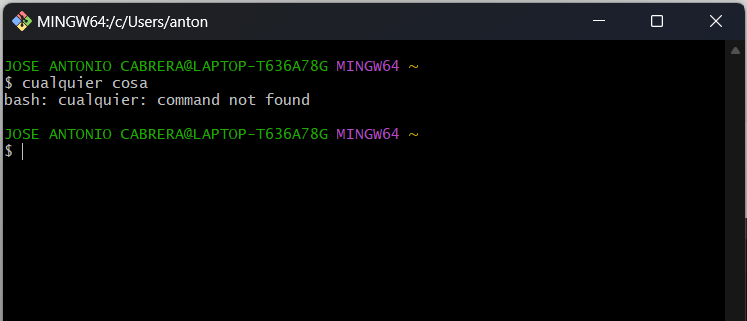 MINGW64:/c/Users/anton
JOSE ANTONIO CABRERA@LAPTOP-T636A78G MINGW64 ~
$ cualquier cosa
bash: cualquier: command not found
JOSE ANTONIO CABRERA@LAPTOP-T636A78G MINGW64 ~
$